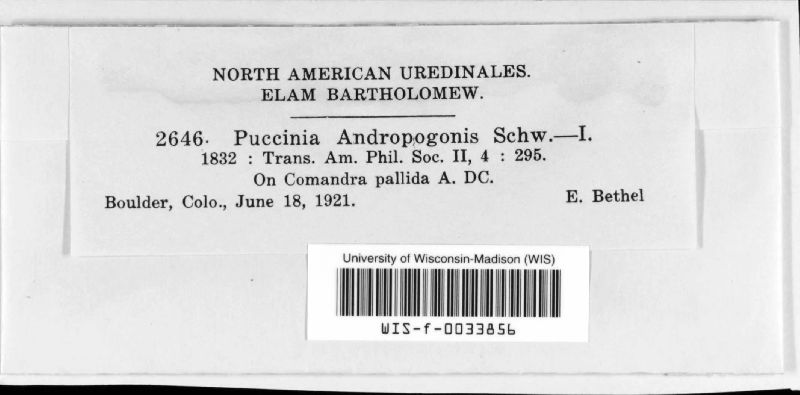 NORTH AMERICAN UREDINALES.
ELAM BARTHOLOMEW.
2646. Puccinia Andropogonis Schw.—I.
1832 : Trans. Am. Phil. Soc. II, 4 : 295.
On Comandra pallida A. DC.
Boulder, Colo., June 18, 1921. E. Bethel
University of Wisconsin-Madison (WIS)
WIS-f-0033856